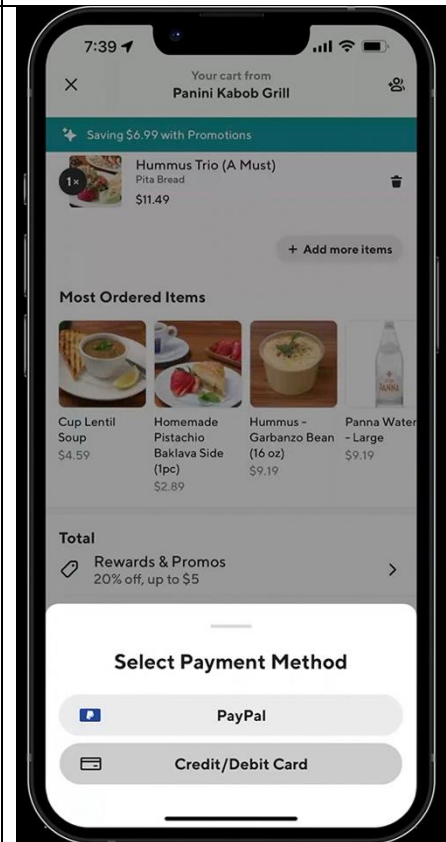 7:39
Your cart from
Panini Kabob Grill
Saving $6.99 with Promotions
1×
Hummus Trio (A Must)
Pita Bread
$11.49
+ Add more items
Most Ordered Items
Cup Lentil
Soup
$4.59
Homemade
Pistachio
Baklava Side
(1pc)
$2.89
Hummus -
Garbanzo Bean
(16 oz)
$9.19
PANNA
Panna Water
- Large
$9.19
Total
Rewards & Promos
20% off, up to $5
Select Payment Method
PayPal
Credit/Debit Card